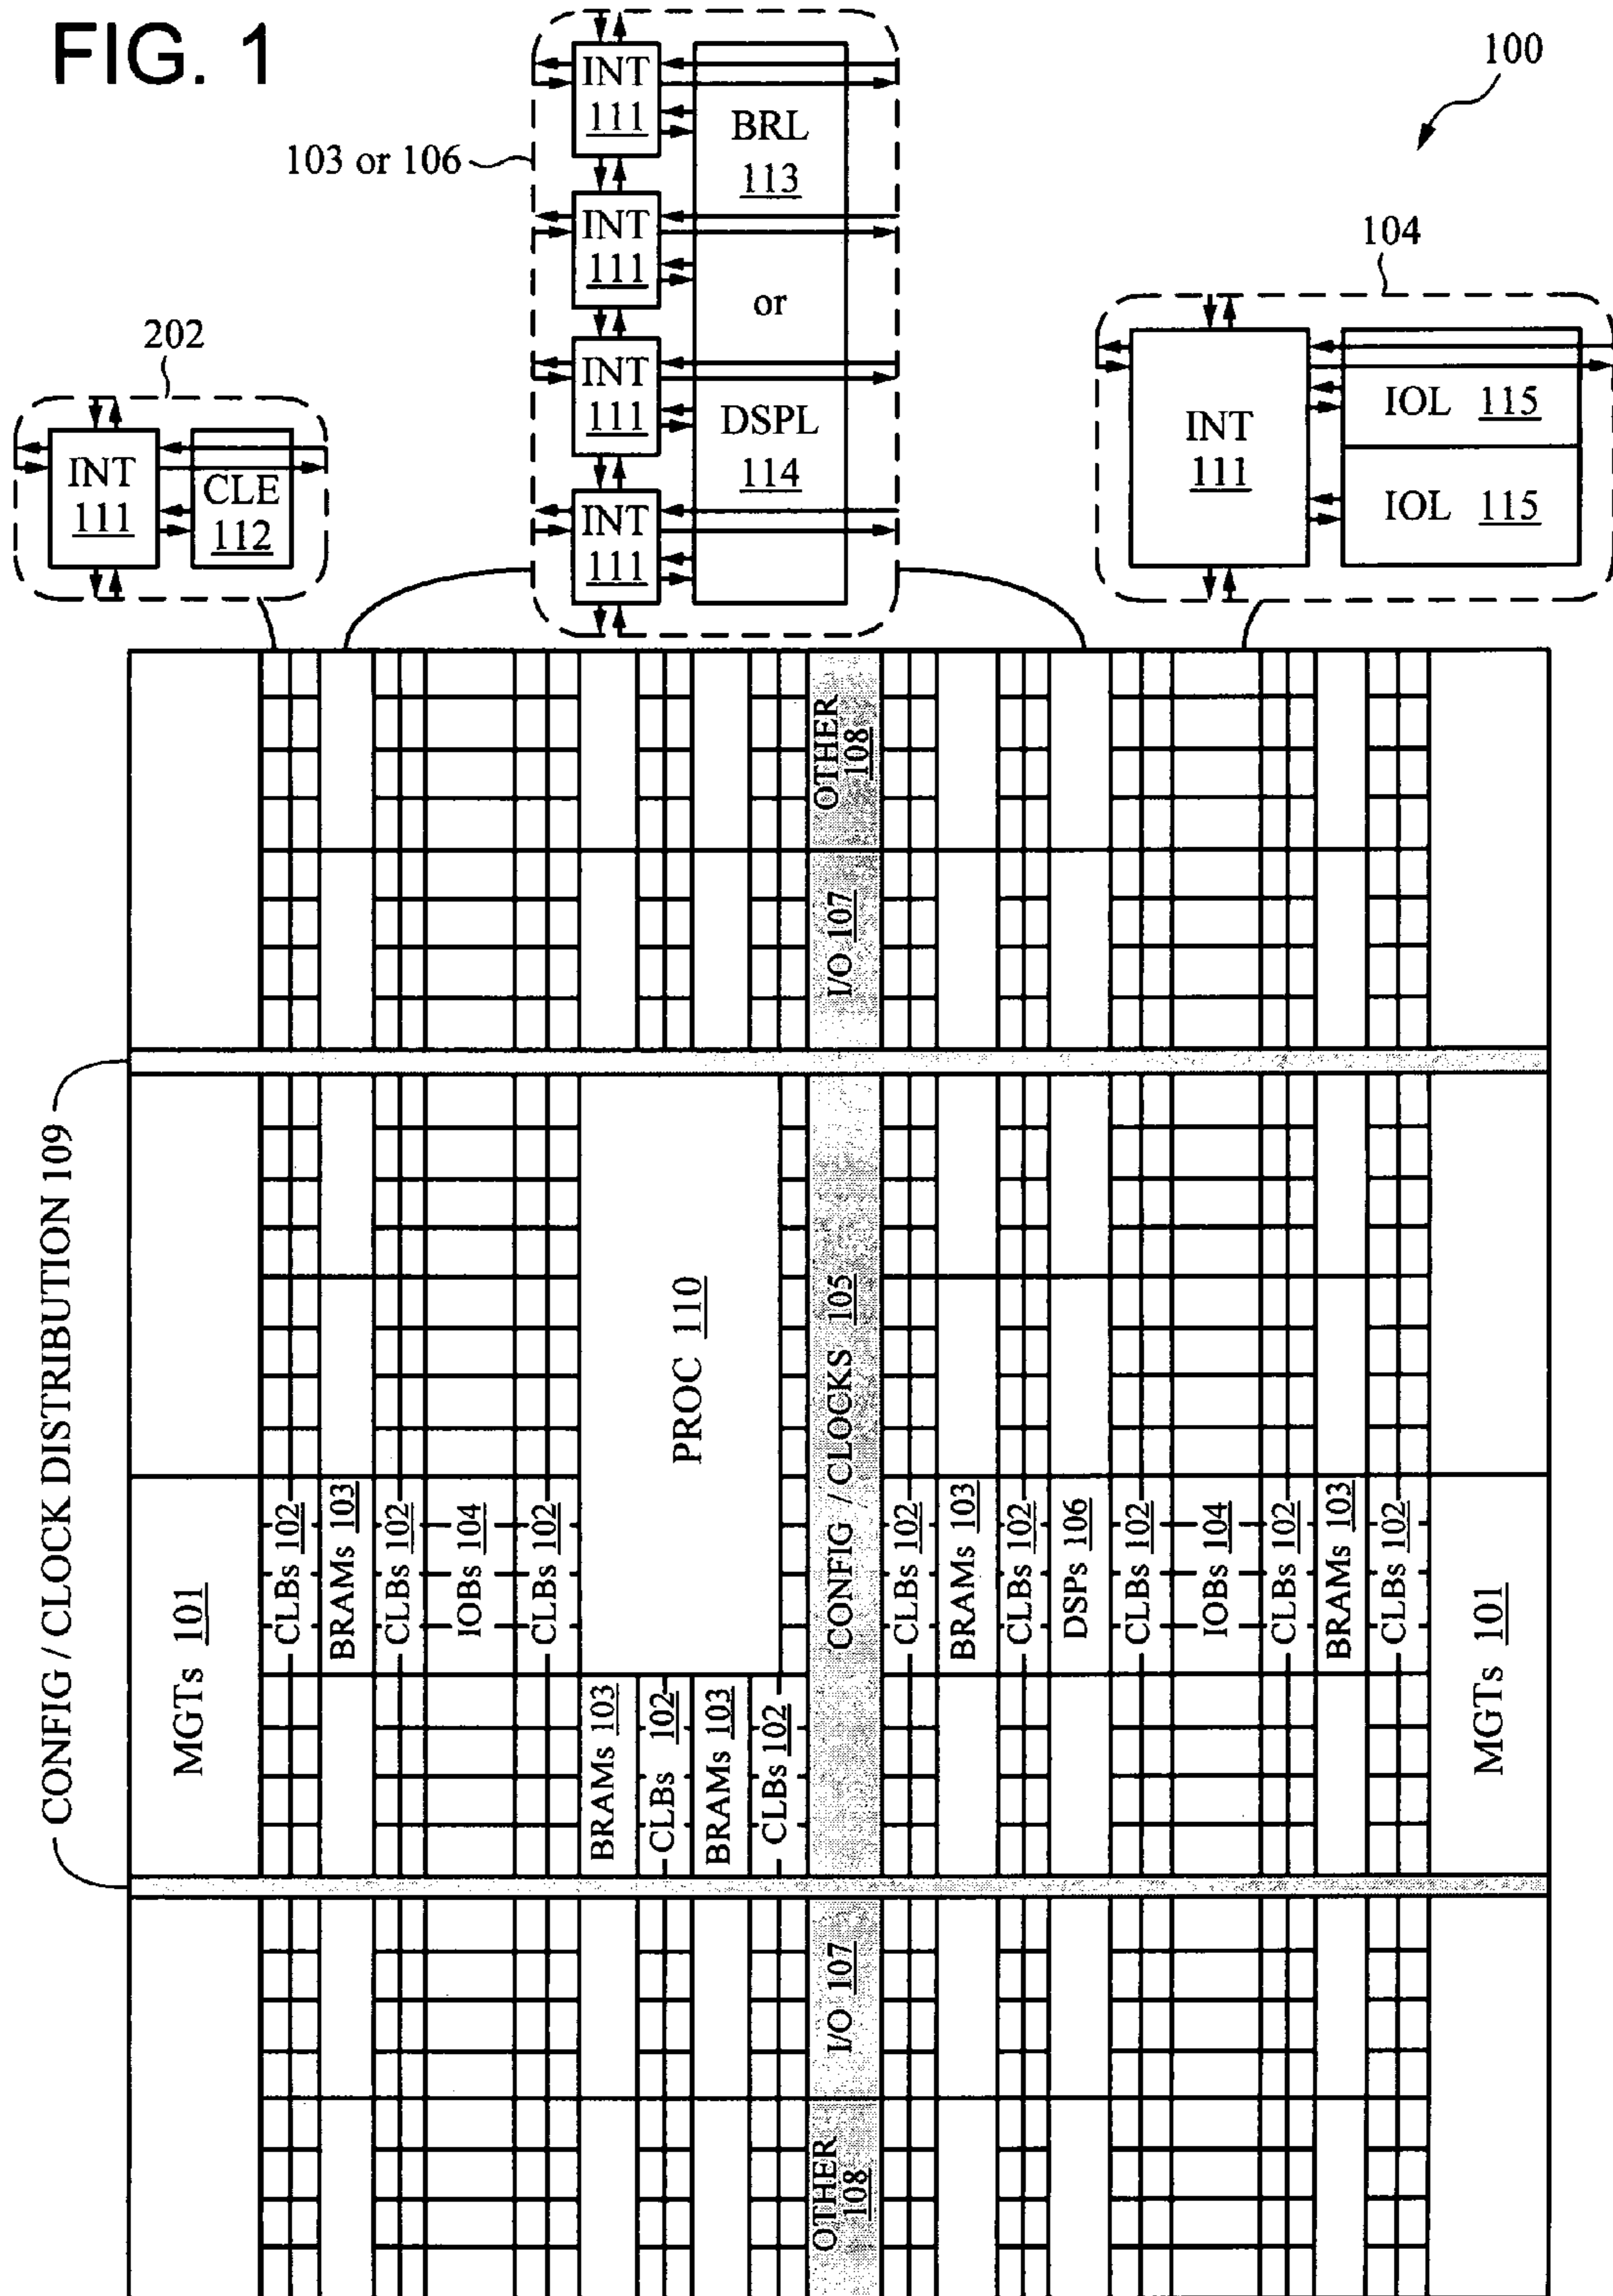 FIG. 1
100
103 or 106
INT
111
INT
111
INT
111
INT
111
BRL
113
or
DSPL
114
104
INT
111
IOL 115
IOL 115
202
INT
111
CLE
112
OTHER
108
I/O 107
CONFIG / CLOCK DISTRIBUTION 109
PROC 110
CONFIG / CLOCKS 105
MGTs 101
CLBs 102
BRAMs 103
CLBs 102
IOBs 104
CLBs 102
BRAMs 103
CLBs 102
BRAMs 103
CLBs 102
CLBs 102
BRAMs 103
CLBs 102
DSPs 106
CLBs 102
IOBs 104
CLBs 102
BRAMs 103
CLBs 102
MGTs 101
I/O 107
OTHER
108